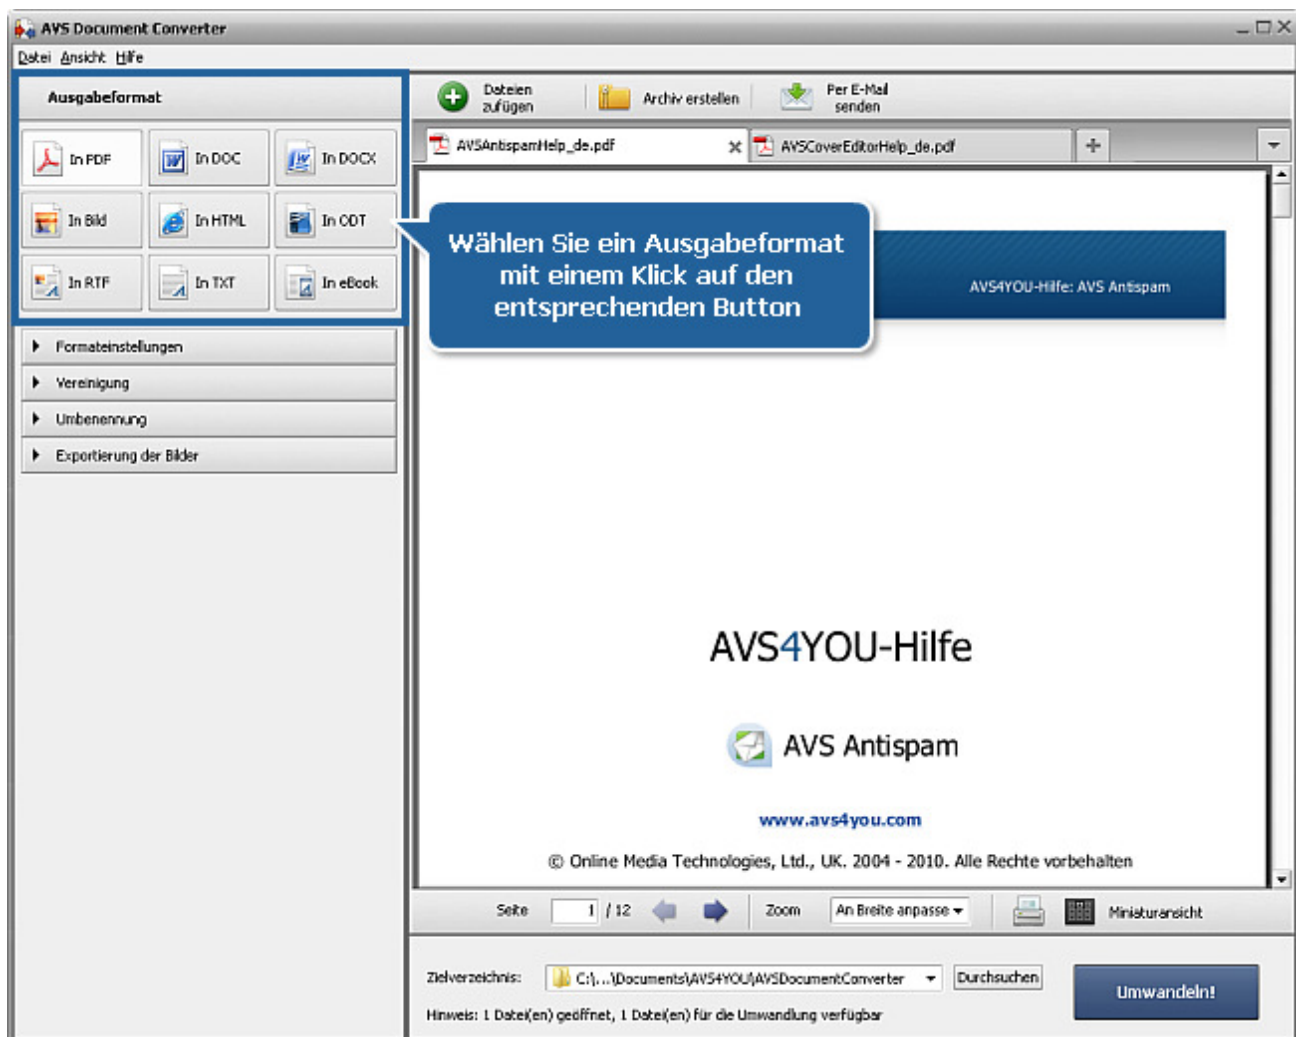 AVS Document Converter
Datei Ansicht Hilfe
Ausgabeformat
In PDF In DOC In DOCX
In Bild In HTML In ODT
In RTF In TXT In eBook
Formateinstellungen
Vereinigung
Umbenennung
Exportierung der Bilder
Dateien zufügen
Archiv erstellen
Per E-Mail senden
AVSAntispamHelp_de.pdf
AVSCoverEditorHelp_de.pdf
Wählen Sie ein Ausgabeformat
mit einem Klick auf den
entsprechenden Button
AVS4YOU-Hilfe: AVS Antispam
AVS4YOU-Hilfe
AVS Antispam
www.avs4you.com
© Online Media Technologies, Ltd., UK. 2004 - 2010. Alle Rechte vorbehalten
Seite 1 / 12 Zoom An Breite anpasse Miniaturansicht
Zielverzeichnis: C:\...\Documents\AVS4YOU\AVSDocumentConverter Durchsuchen
Umwandeln!
Hinweis: 1 Datei(en) geöffnet, 1 Datei(en) für die Umwandlung verfügbar